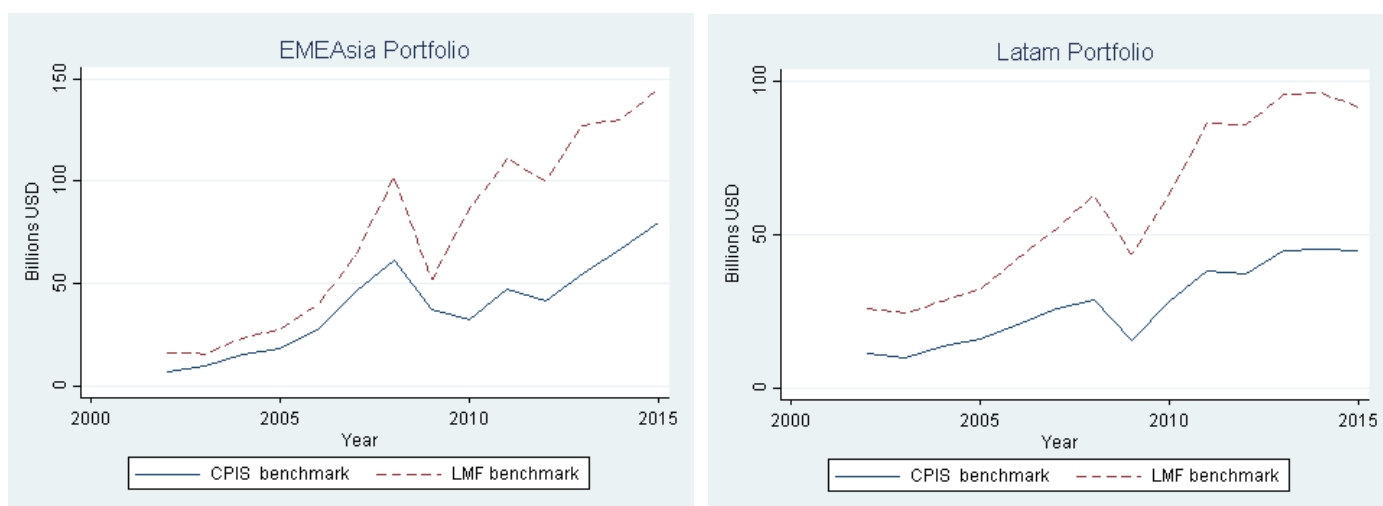 EMEAsia Portfolio
150
100
50
0
Billions USD
2000 2005 2010 2015
Year
CPIS benchmark LMF benchmark
Latam Portfolio
100
50
0
Billions USD
2000 2005 2010 2015
Year
CPIS benchmark LMF benchmark